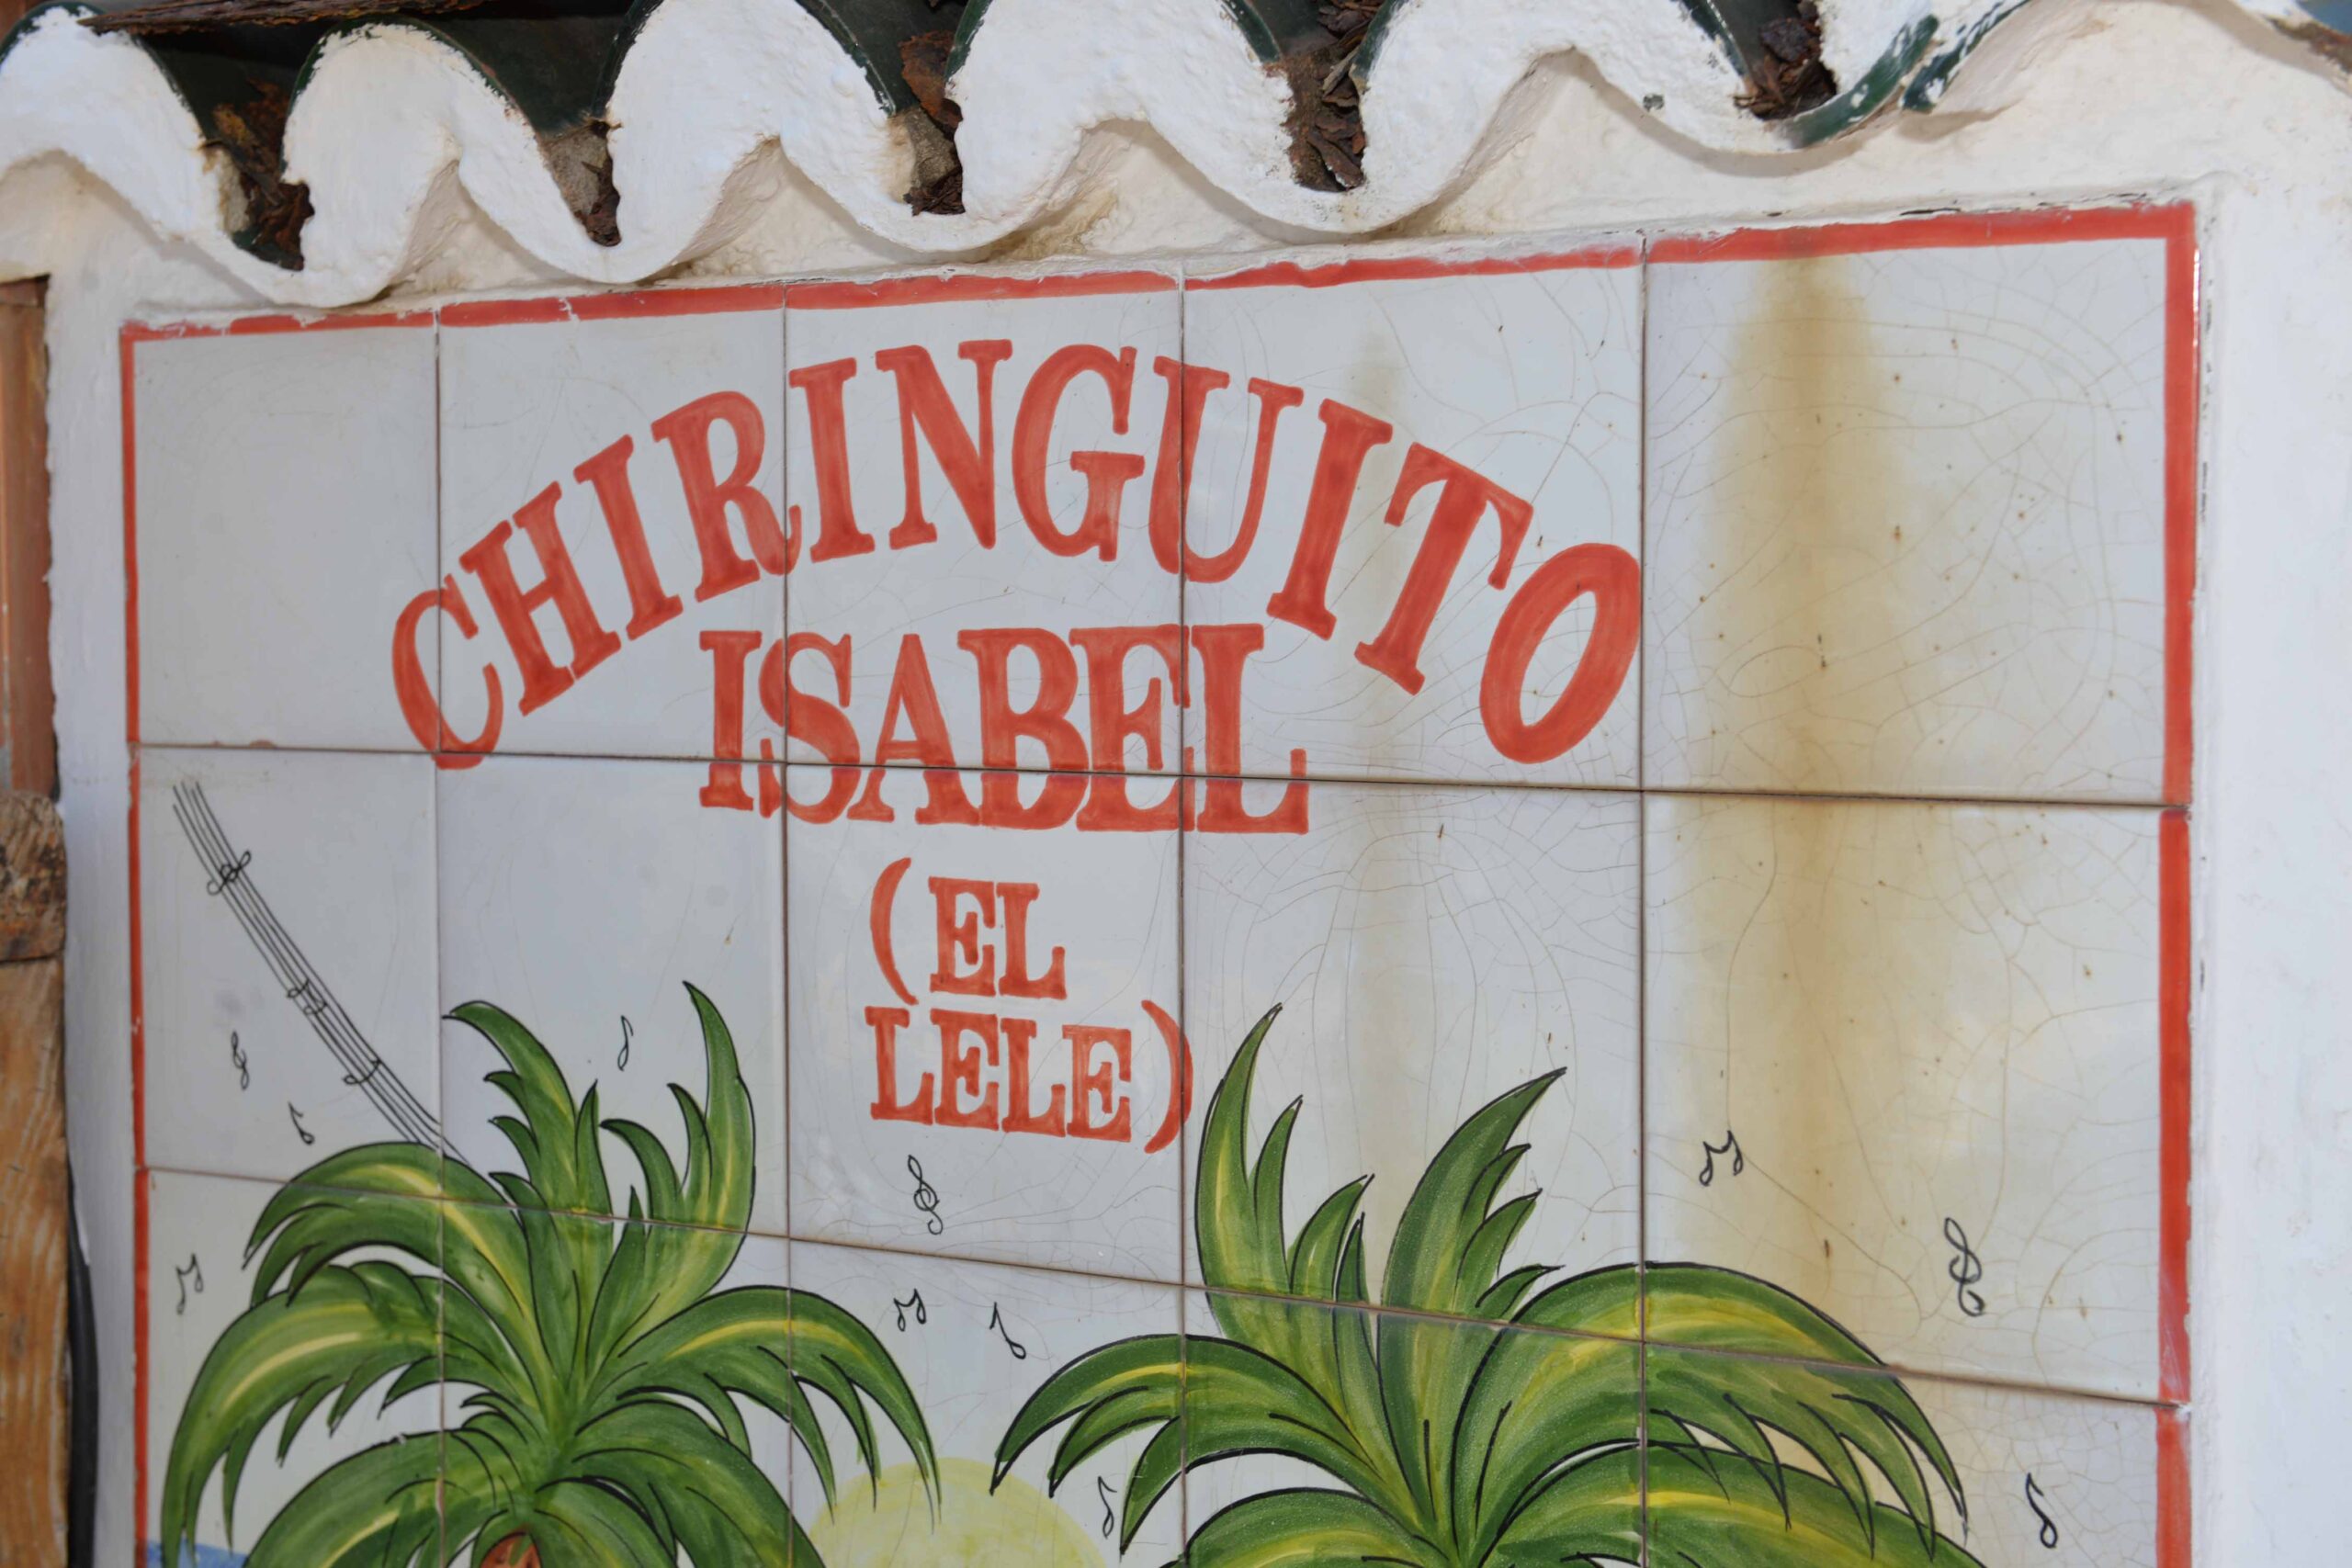 CHIRINGUITO
ISABEL
(EL
LELE)